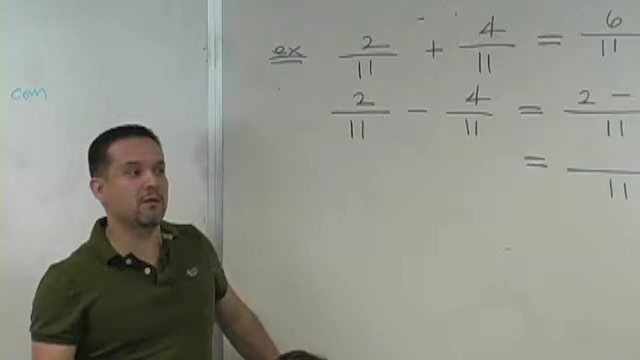 com
ex 2/11 + 4/11 = 6/11
2/11 - 4/11 = 2 -/11
= /11